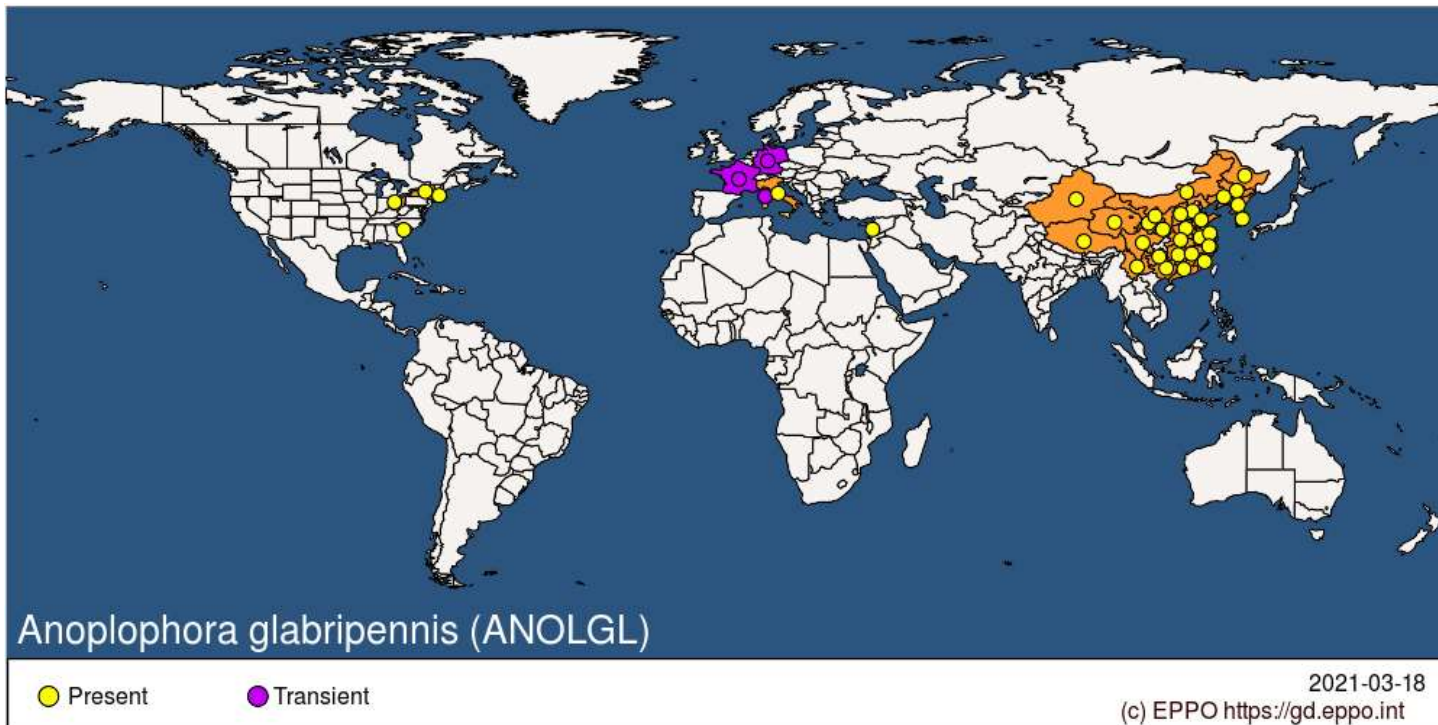 Anoplophora glabripennis (ANOLGL)
Present
Transient
2021-03-18
(c) EPPO https://gd.eppo.int